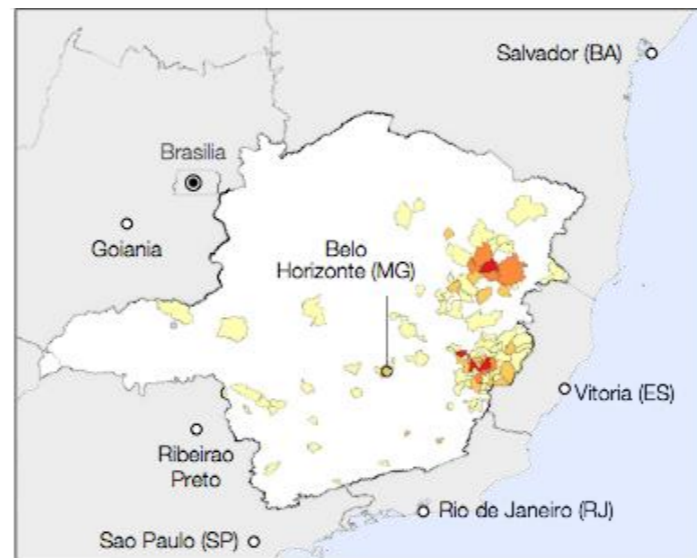 Salvador (BA)
Brasilia
Goiania
Belo
Horizonte (MG)
Vitoria (ES)
Ribeirao
Preto
Rio de Janeiro (RJ)
Sao Paulo (SP)